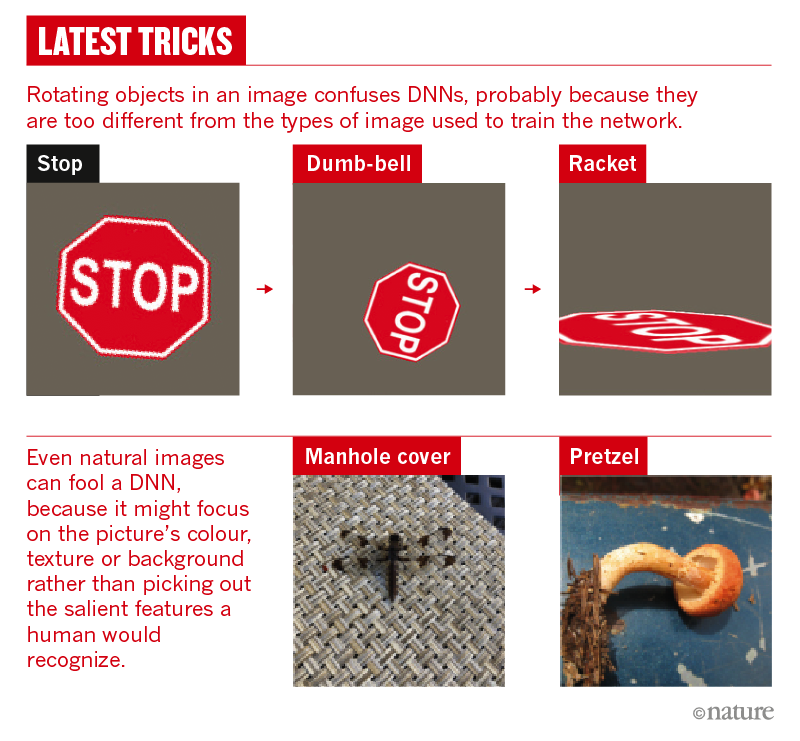 LATEST TRICKS
Rotating objects in an image confuses DNNs, probably because they
are too different from the types of image used to train the network.
Stop
Dumb-bell
Racket
STOP
STOP
STOP
Even natural images
can fool a DNN,
because it might focus
on the picture’s colour,
texture or background
rather than picking out
the salient features a
human would
recognize.
Manhole cover
Pretzel
©nature